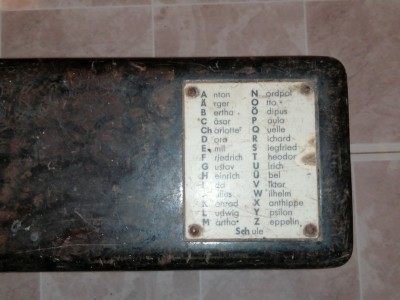 Anton Nordpol
Ärger Otto
Bertha Ödipus
Cäsar Paula
Charlotte Quelle
Dora Richard
Emil Siegfried
Friedrich Theodor
Gustav Ulrich
Heinrich Übel
Ida Viktor
Julius Wilhelm
Konrad Xanthippe
Ludwig Ypsilon
Martha Zeppelin
Schule